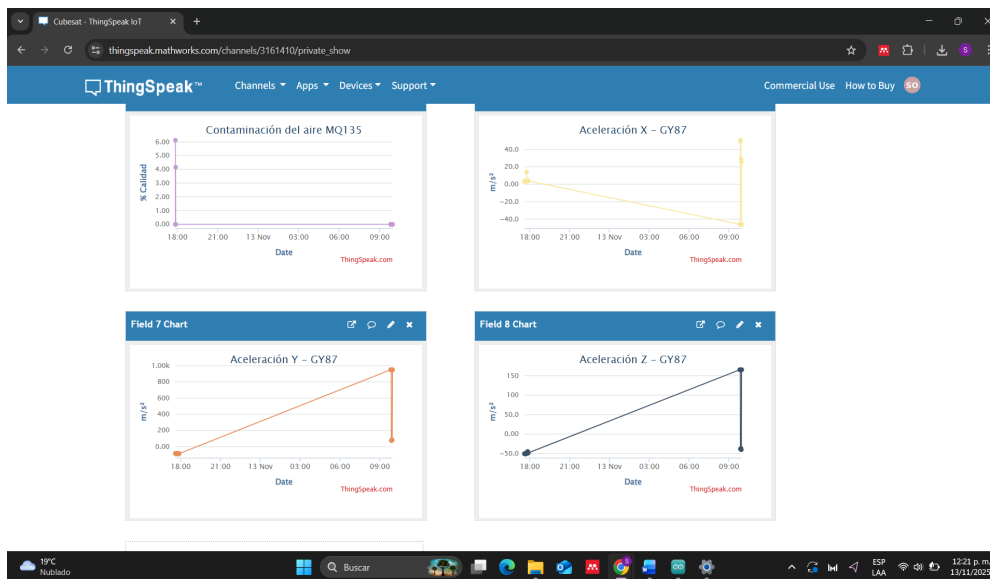 Cubesat - ThingSpeak IoT
thingspeak.mathworks.com/channels/3161410/private_show
S
ThingSpeak™
Channels
Apps
Devices
Support
Commercial Use
How to Buy
SO
Contaminación del aire MQ135
% Calidad
6.00
5.00
4.00
3.00
2.00
1.00
0.00
18:00 21:00 13 Nov 03:00 06:00 09:00
Date
ThingSpeak.com
Aceleración X – GY87
m/s²
40.0
20.0
0.00
−20.0
−40.0
18:00 21:00 13 Nov 03:00 06:00 09:00
Date
ThingSpeak.com
Field 7 Chart
Aceleración Y – GY87
m/s²
1.00k
800
600
400
200
0.00
18:00 21:00 13 Nov 03:00 06:00 09:00
Date
ThingSpeak.com
Field 8 Chart
Aceleración Z – GY87
m/s²
150
100
50.0
0.00
−50.0
18:00 21:00 13 Nov 03:00 06:00 09:00
Date
ThingSpeak.com
19°C
Nublado
Buscar
ESP
LAA
12:21 p. m.
13/11/2025